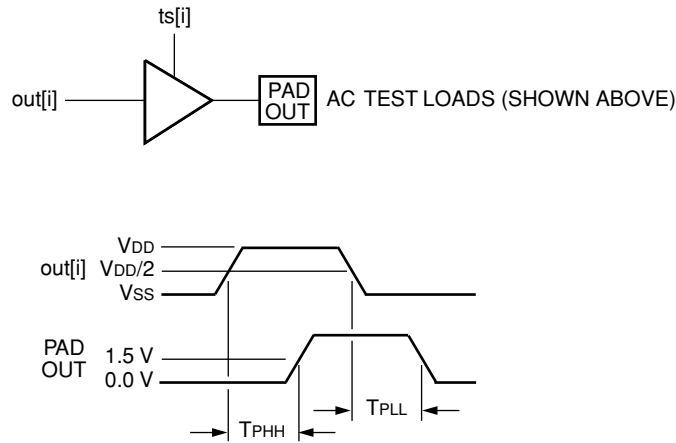 ts[i]
out[i]
PAD
OUT
AC TEST LOADS (SHOWN ABOVE)
VDD
out[i] VDD/2
VSS
PAD
OUT
1.5 V
0.0 V
TPHH
TPLL